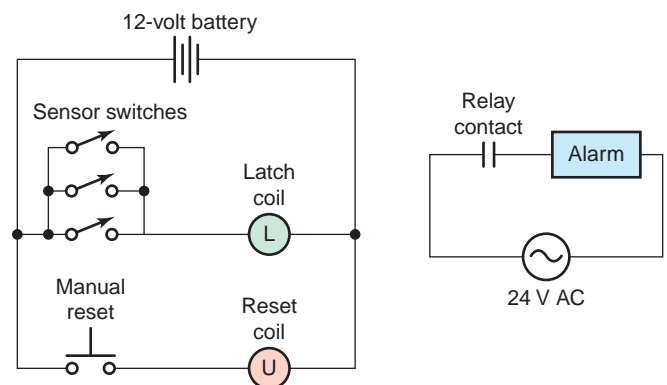 12-volt battery
Sensor switches
Latch
coil
L
Manual
reset
Reset
coil
U
Relay
contact
Alarm
24 V AC